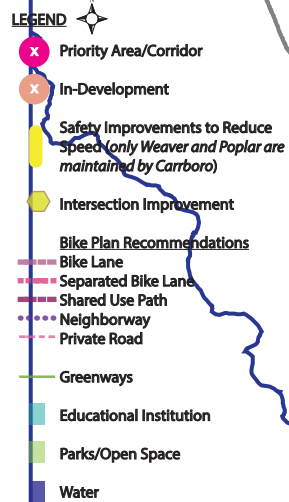 LEGEND
x Priority Area/Corridor
x In-Development
Safety Improvements to Reduce
Speed (only Weaver and Poplar are
maintained by Carrboro)
Intersection Improvement
Bike Plan Recommendations
Bike Lane
Separated Bike Lane
Shared Use Path
Neighborway
Private Road
Greenways
Educational Institution
Parks/Open Space
Water